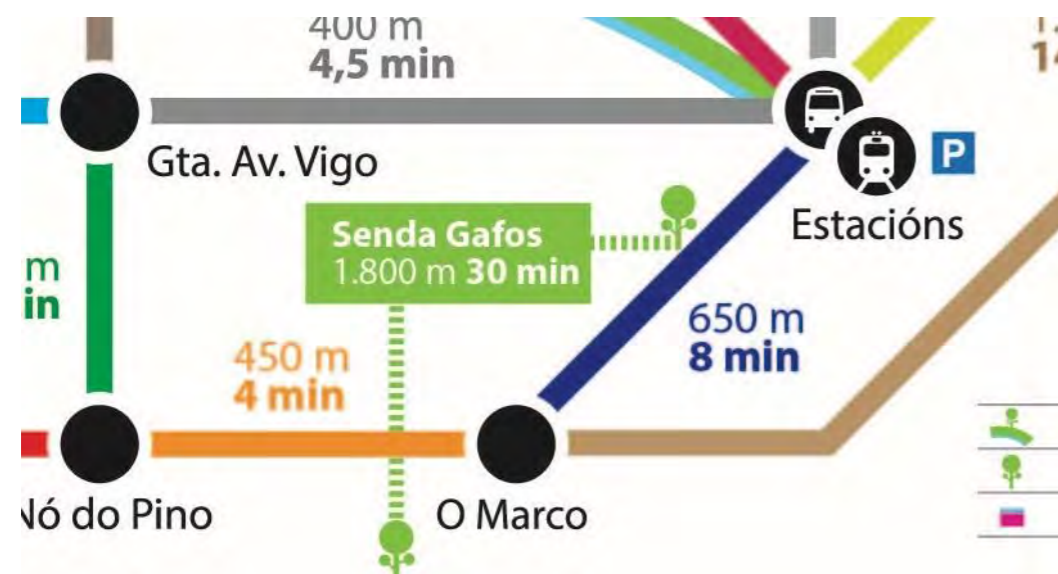 400 m
4,5 min
14
Gta. Av. Vigo
P
Estacións
Senda Gafos
1.800 m 30 min
m
in
650 m
8 min
450 m
4 min
Nó do Pino
O Marco